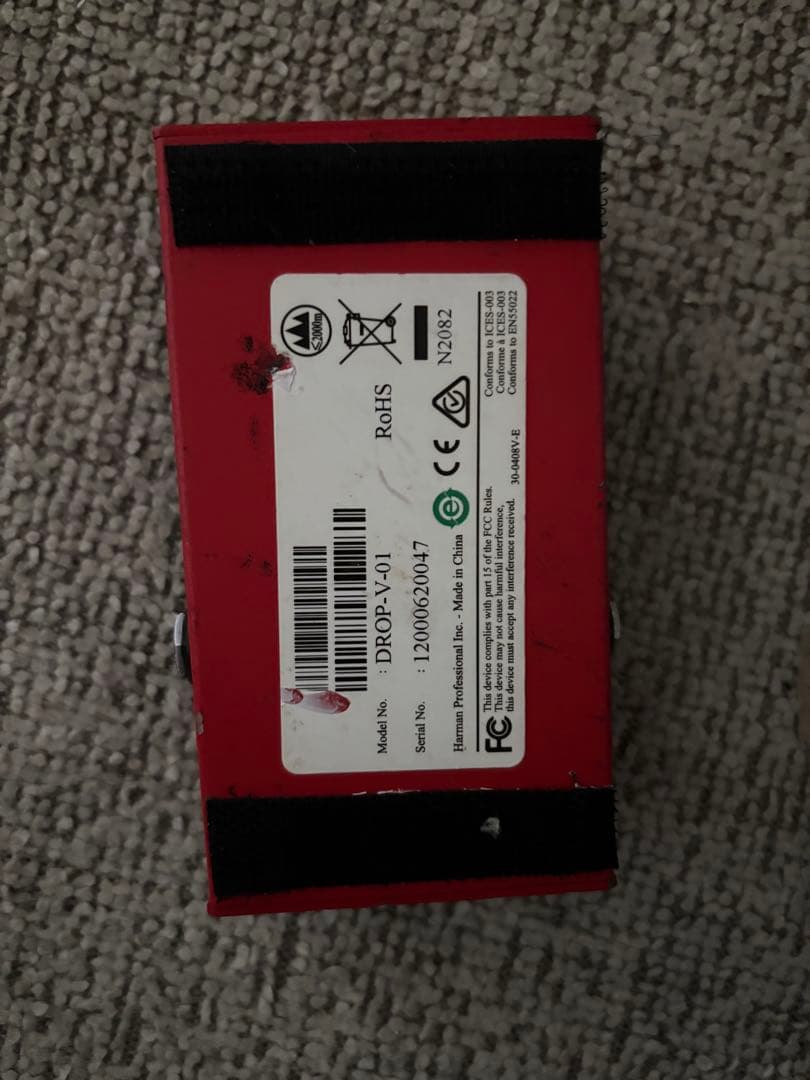 ≤2000m
Model No. : DROP-V-01
RoHS
Serial No. : 12000620047
N2082
Harman Professional Inc. - Made in China
e
CE
FC
This device complies with part 15 of the FCC Rules.
This device may not cause harmful interference,
this device must accept any interference received.
30-0408V-E
Conforms to ICES-003
Conforme à ICES-003
Conforms to EN55022